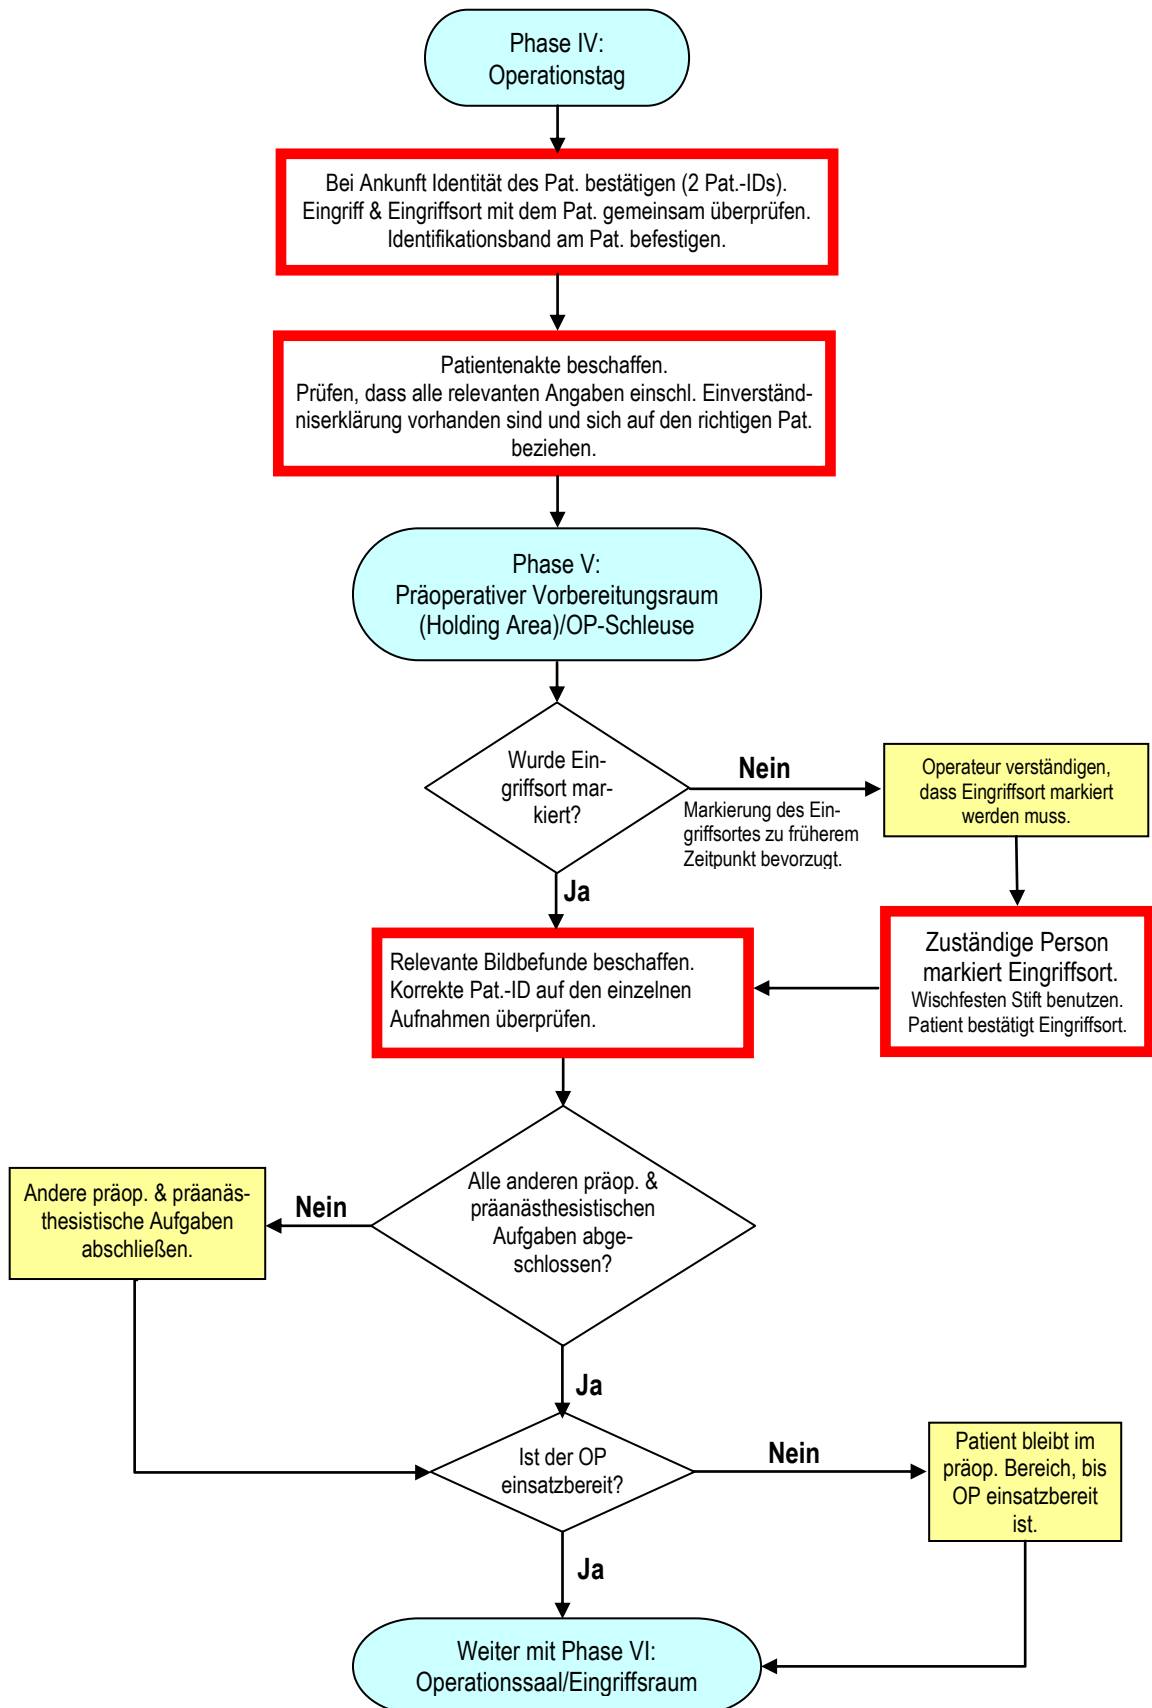 Phase IV:
Operationstag
Bei Ankunft Identität des Pat. bestätigen (2 Pat.-IDs).
Eingriff & Eingriffsort mit dem Pat. gemeinsam überprüfen.
Identifikationsband am Pat. befestigen.
Patientenakte beschaffen.
Prüfen, dass alle relevanten Angaben einschl. Einverständ-
niserklärung vorhanden sind und sich auf den richtigen Pat.
beziehen.
Phase V:
Präoperativer Vorbereitungsraum
(Holding Area)/OP-Schleuse
Wurde Ein-
griffsort mar-
kiert?
Nein
Markierung des Ein-
griffsortes zu früherem
Zeitpunkt bevorzugt.
Operateur verständigen,
dass Eingriffsort markiert
werden muss.
Ja
Zuständige Person
markiert Eingriffsort.
Wischfesten Stift benutzen.
Patient bestätigt Eingriffsort.
Relevante Bildbefunde beschaffen.
Korrekte Pat.-ID auf den einzelnen
Aufnahmen überprüfen.
Alle anderen präop. &
präanästhesistischen
Aufgaben abge-
schlossen?
Nein
Andere präop. & präanäs-
thesistische Aufgaben
abschließen.
Ja
Ist der OP
einsatzbereit?
Nein
Patient bleibt im
präop. Bereich, bis
OP einsatzbereit
ist.
Ja
Weiter mit Phase VI:
Operationssaal/Eingriffsraum